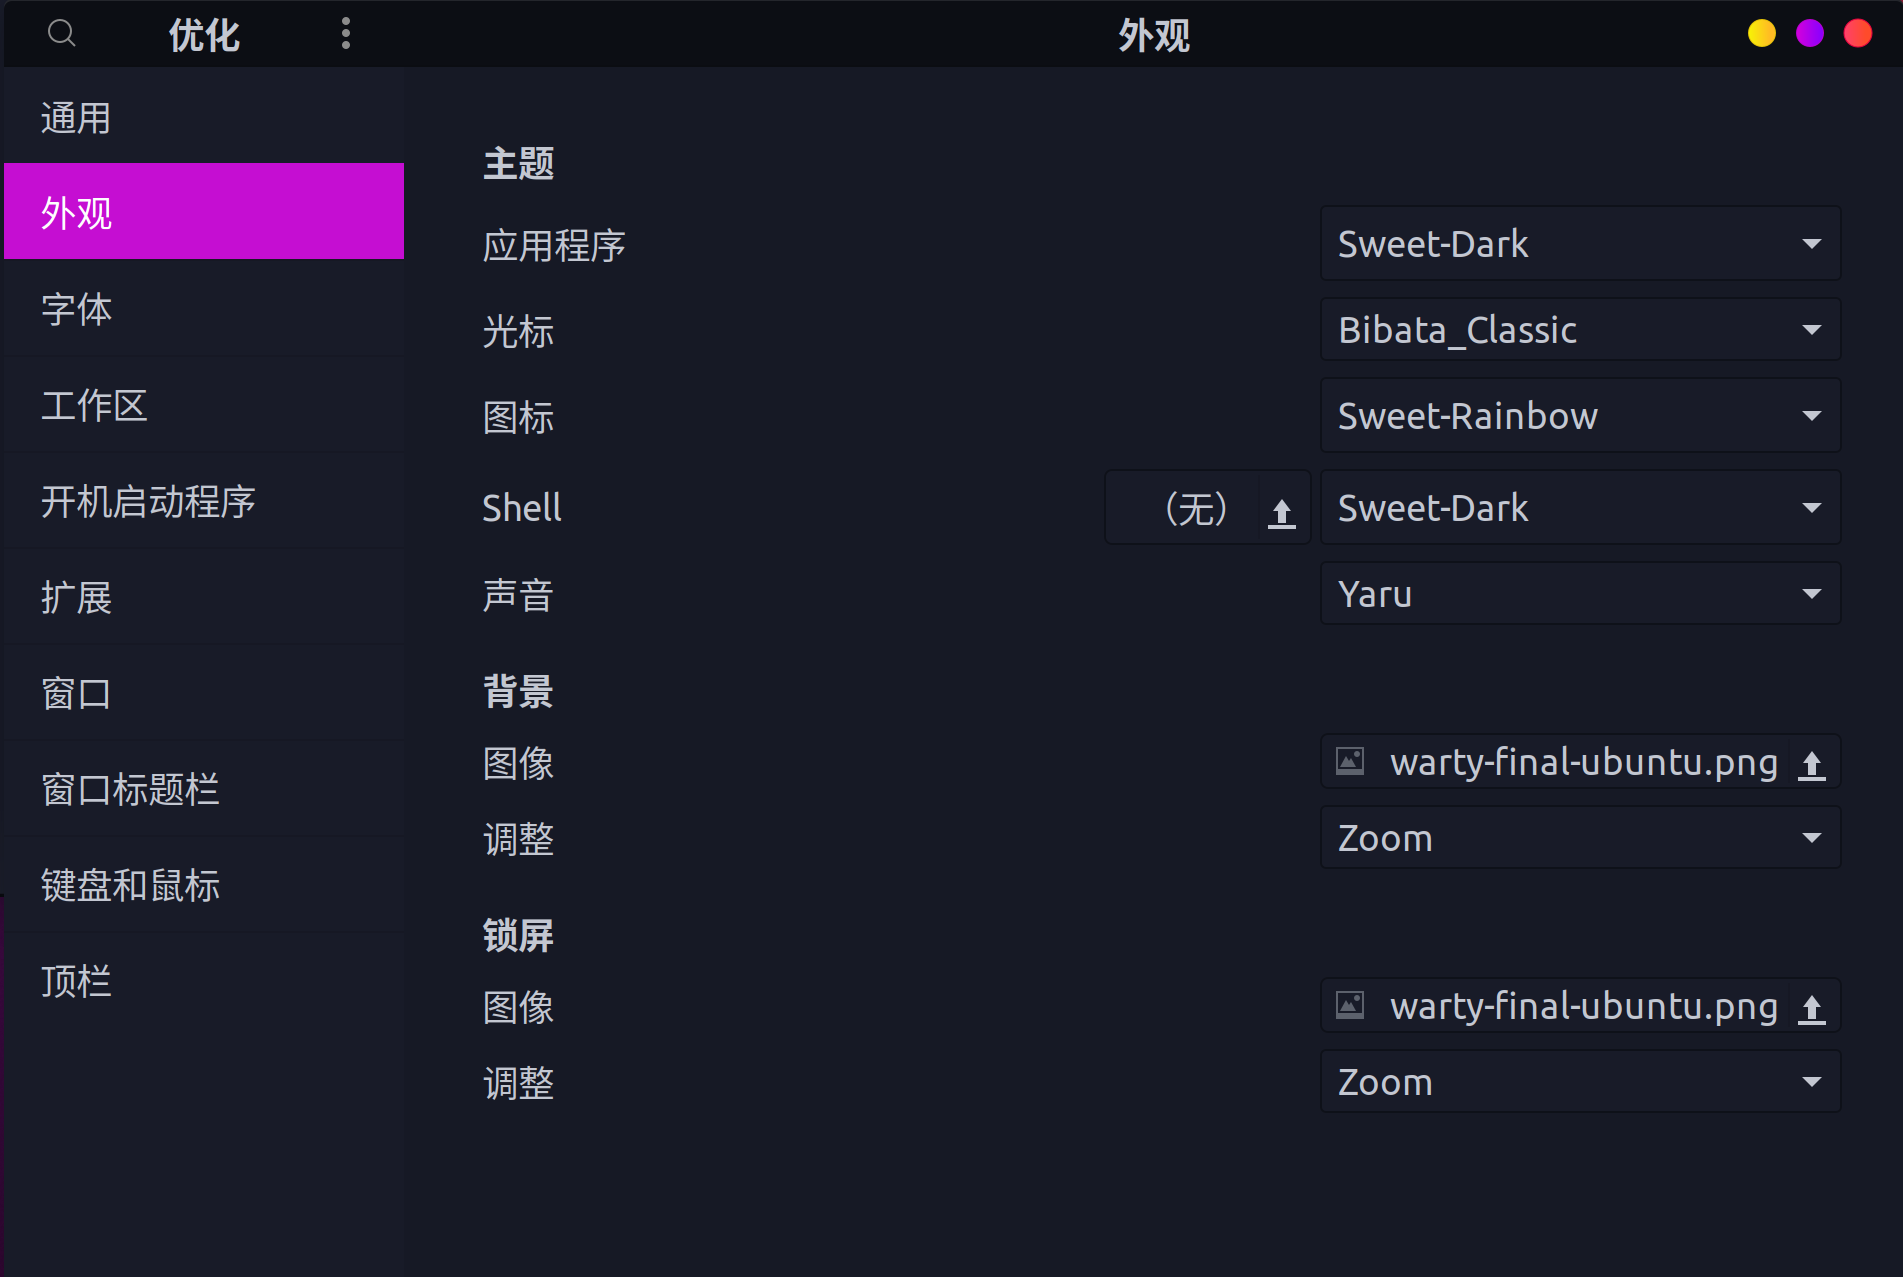 优化
外观
通用
外观
字体
工作区
开机启动程序
扩展
窗口
窗口标题栏
键盘和鼠标
顶栏
主题
应用程序 Sweet-Dark
光标 Bibata_Classic
图标 Sweet-Rainbow
Shell （无） Sweet-Dark
声音 Yaru
背景
图像 warty-final-ubuntu.png
调整 Zoom
锁屏
图像 warty-final-ubuntu.png
调整 Zoom